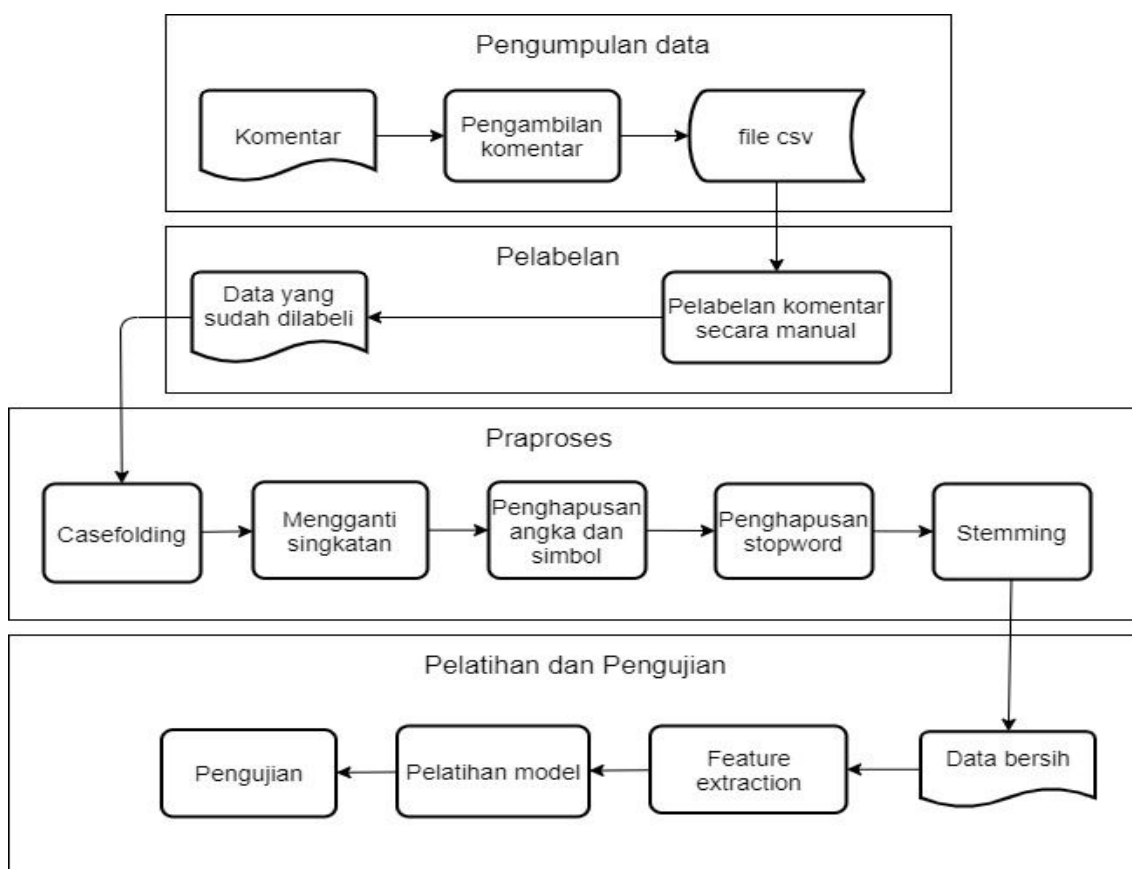 Pengumpulan data
Komentar
Pengambilan
komentar
file csv
Pelabelan
Data yang
sudah dilabeli
Pelabelan komentar
secara manual
Praproses
Casefolding
Mengganti
singkatan
Penghapusan
angka dan
simbol
Penghapusan
stopword
Stemming
Pelatihan dan Pengujian
Pengujian
Pelatihan model
Feature
extraction
Data bersih